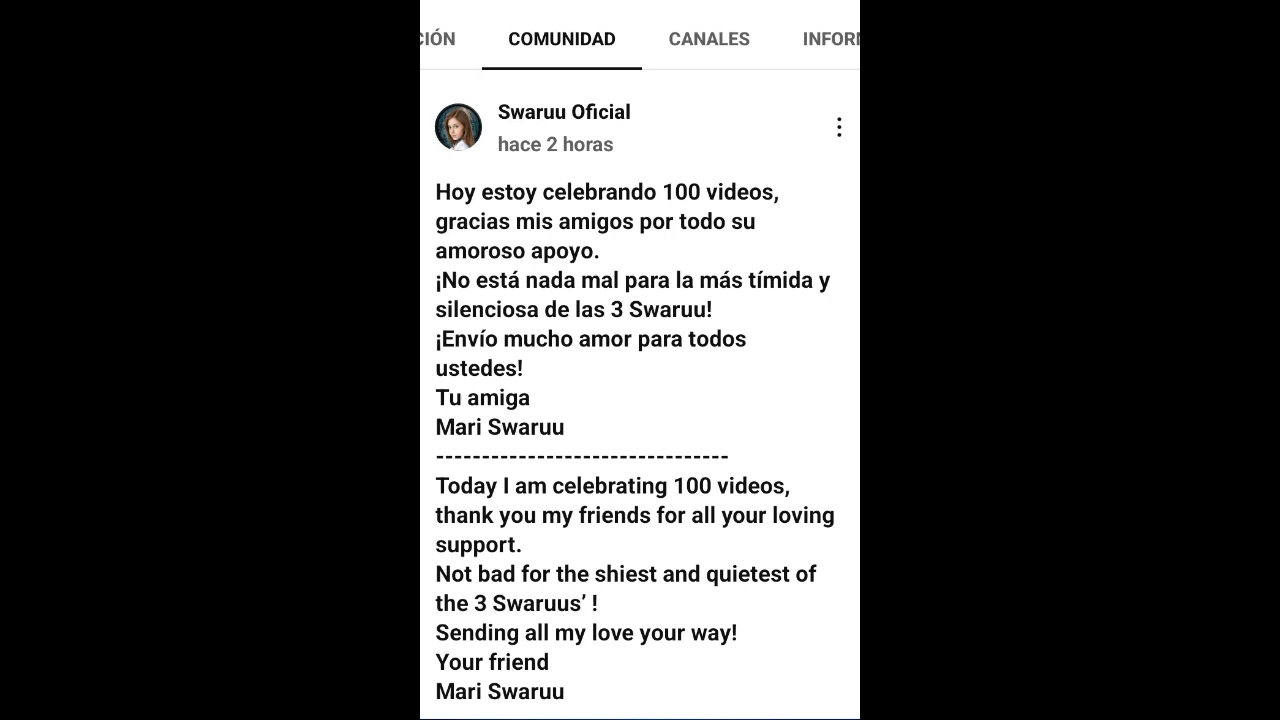 CIÓN COMUNIDAD CANALES INFOR
Swaruu Oficial
hace 2 horas
Hoy estoy celebrando 100 videos,
gracias mis amigos por todo su
amoroso apoyo.
¡No está nada mal para la más tímida y
silenciosa de las 3 Swaruu!
¡Envío mucho amor para todos
ustedes!
Tu amiga
Mari Swaruu
--------------------------------
Today I am celebrating 100 videos,
thank you my friends for all your loving
support.
Not bad for the shiest and quietest of
the 3 Swaruus’ !
Sending all my love your way!
Your friend
Mari Swaruu